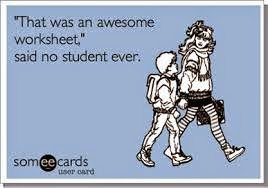 "That was an awesome
worksheet,"
said no student ever.
someecards
user card